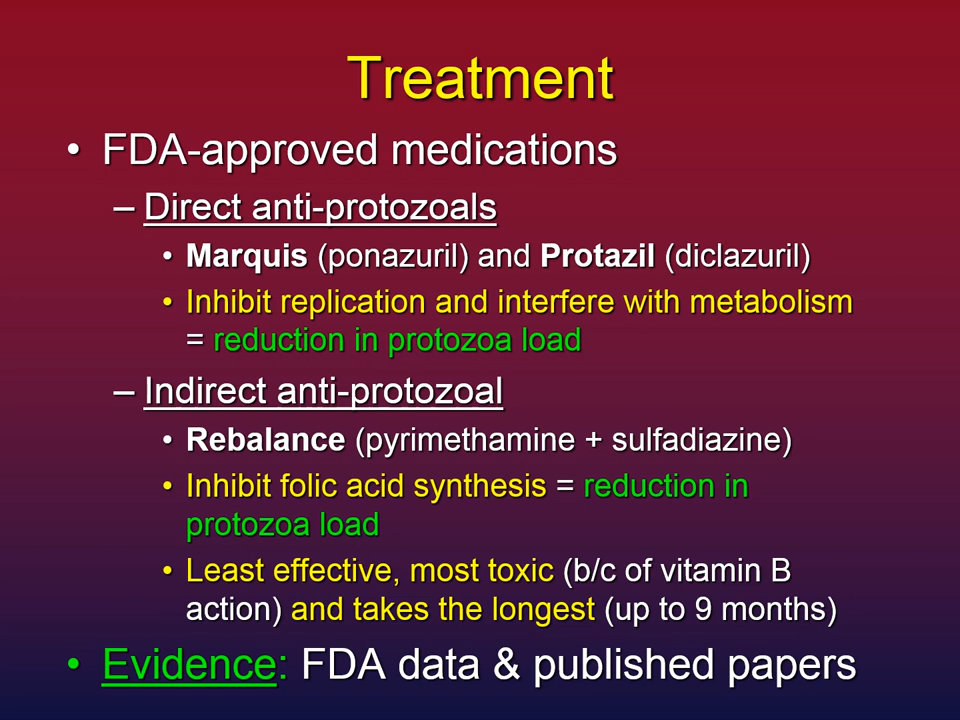 Treatment
• FDA-approved medications
– Direct anti-protozoals
• Marquis (ponazuril) and Protazil (diclazuril)
• Inhibit replication and interfere with metabolism
= reduction in protozoa load
– Indirect anti-protozoal
• Rebalance (pyrimethamine + sulfadiazine)
• Inhibit folic acid synthesis = reduction in
protozoa load
• Least effective, most toxic (b/c of vitamin B
action) and takes the longest (up to 9 months)
• Evidence: FDA data & published papers